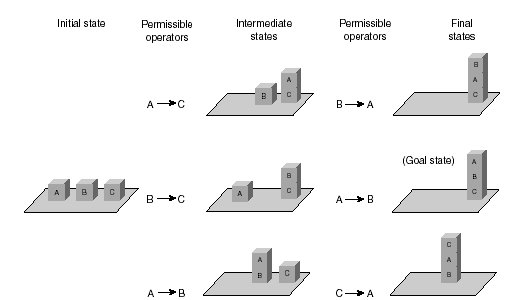 Initial state
Permissible
operators
Intermediate
states
Permissible
operators
Final
states
A → C
B
A
C
B → A
B
A
C
A B C
B → C
A
B
C
A → B
(Goal state)
A
B
C
A → B
A
B
C
C → A
C
A
B